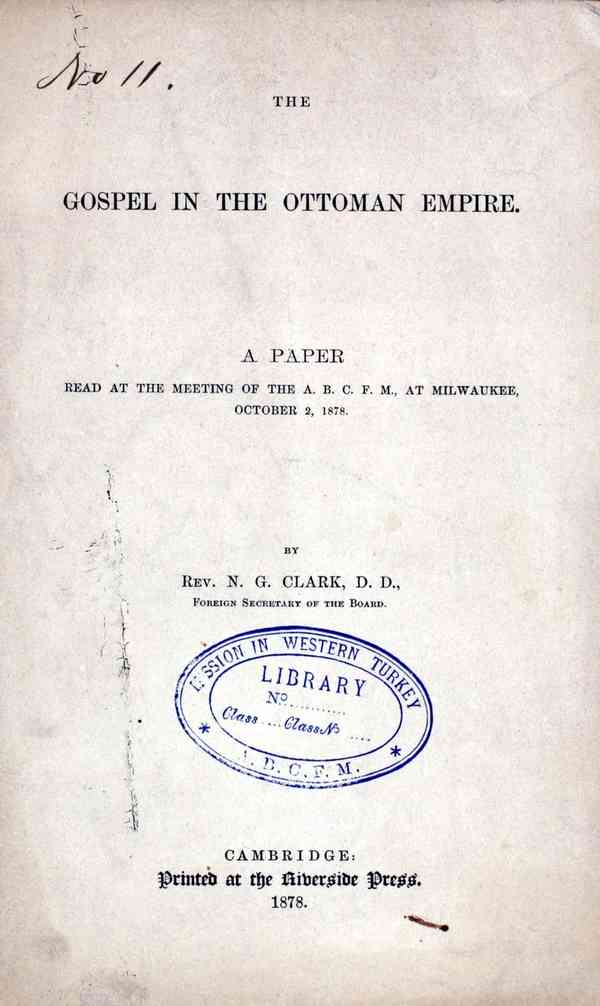 No 11.
THE
GOSPEL IN THE OTTOMAN EMPIRE.
A PAPER
READ AT THE MEETING OF THE A. B. C. F. M., AT MILWAUKEE,
OCTOBER 2, 1878.
BY
REV. N. G. CLARK, D. D.,
FOREIGN SECRETARY OF THE BOARD.
MISSION IN WESTERN TURKEY
LIBRARY
No..........
Class ....ClassNo ....
* A. B. C. F. M. *
CAMBRIDGE:
Printed at the Riverside Press.
1878.